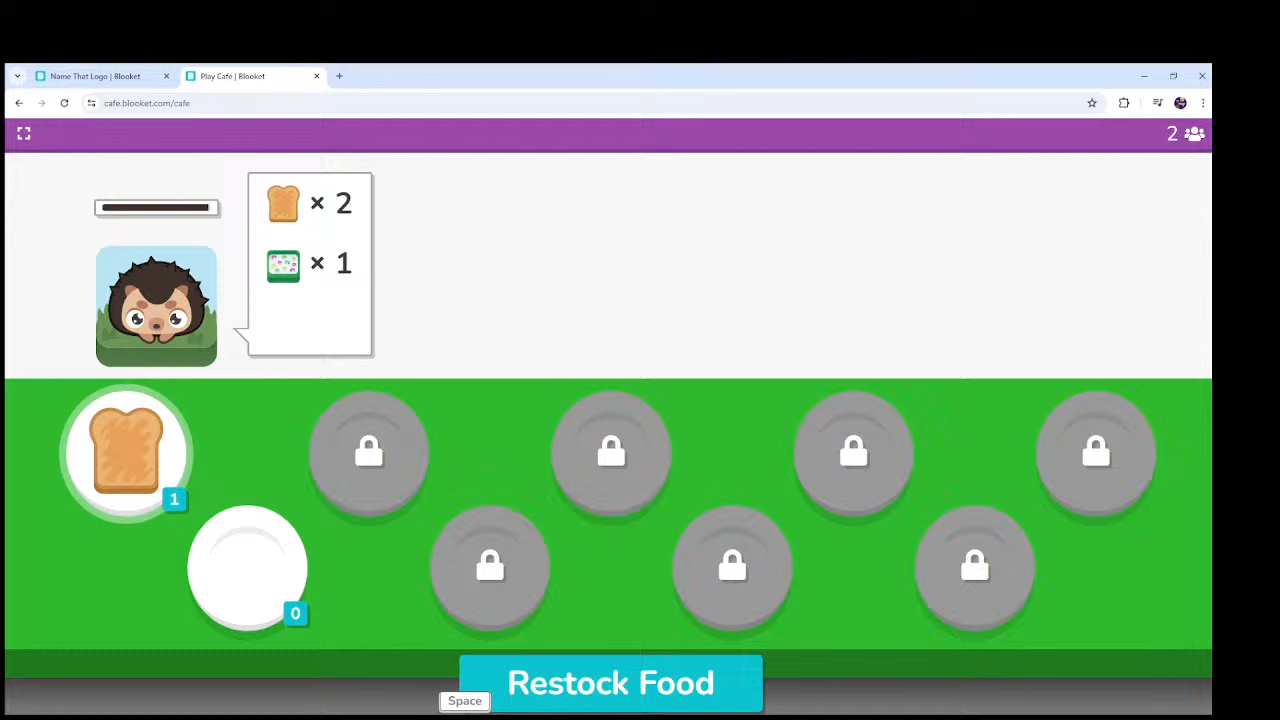 Name That Logo | Blooket
Play Café | Blooket
cafe.blooket.com/cafe
2
× 2
× 1
1
0
Restock Food
Space